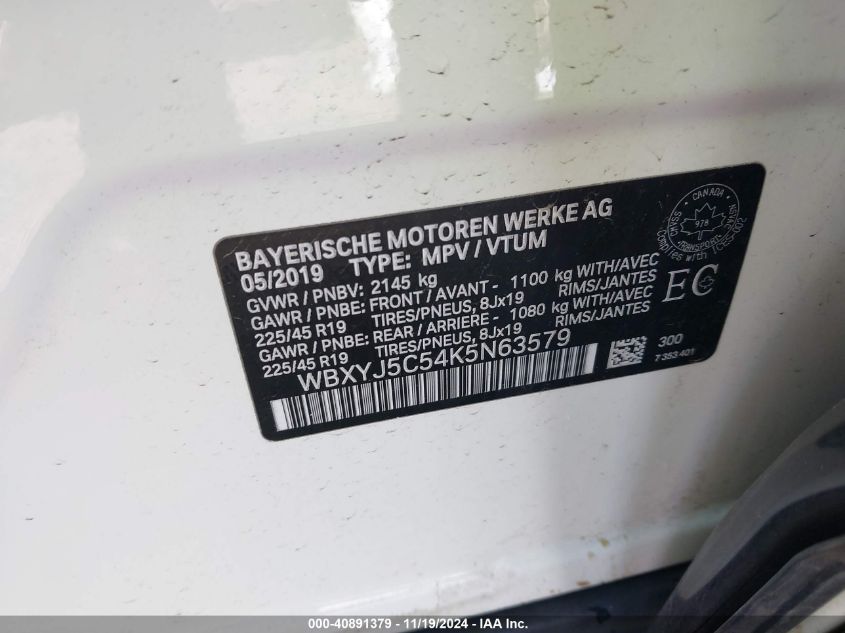 BAYERISCHE MOTOREN WERKE AG
05/2019 TYPE: MPV / VTUM
GVWR / PNBV: 2145 kg
GAWR / PNBE: FRONT / AVANT - 1100 kg WITH/AVEC
225/45 R19 TIRES/PNEUS, 8Jx19 RIMS/JANTES
GAWR / PNBE: REAR / ARRIERE - 1080 kg WITH/AVEC
225/45 R19 TIRES/PNEUS, 8Jx19 RIMS/JANTES
WBXYJ5C54K5N63579
CANADA
978
TRANSPORT
EC
300
7 353 401
000-40891379 - 11/19/2024 - IAA Inc.